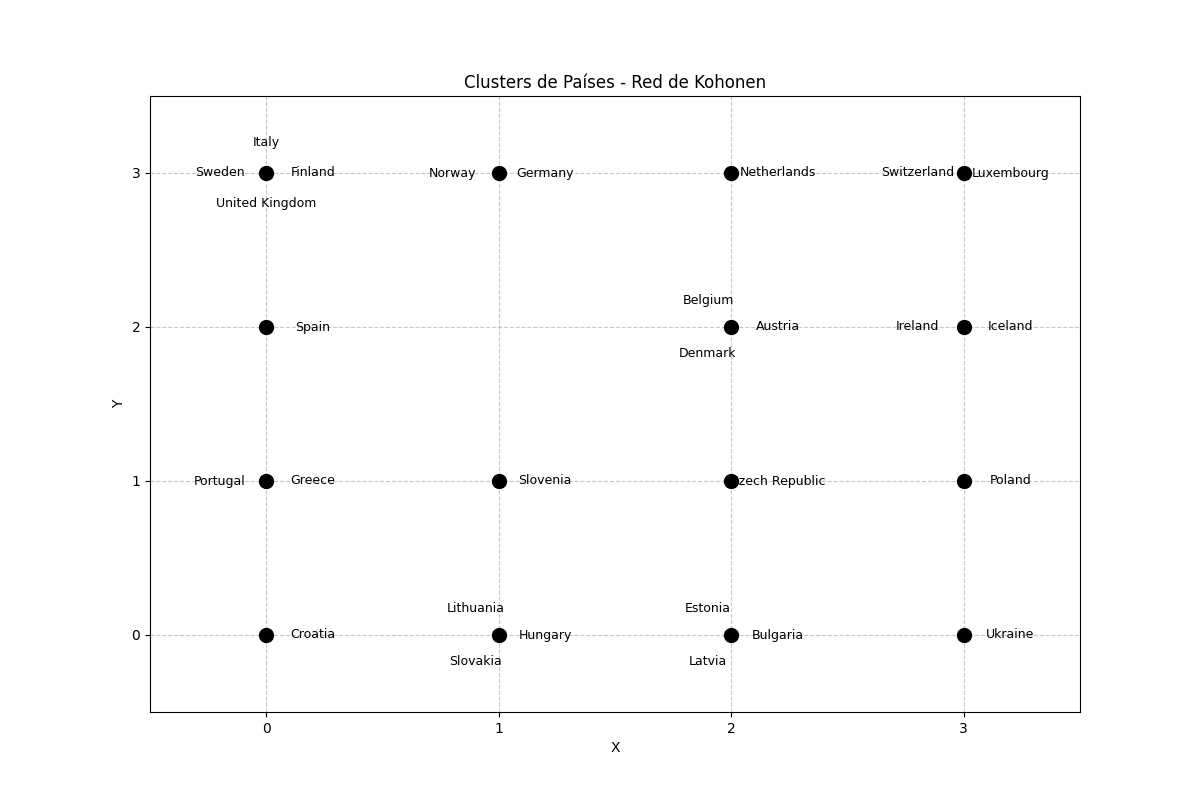 Clusters de Países - Red de Kohonen
Italy
3
Sweden
Finland
Norway
Germany
Netherlands
Switzerland
Luxembourg
United Kingdom
Belgium
2
Spain
Austria
Ireland
Iceland
Denmark
Y
1
Portugal
Greece
Slovenia
zech Republic
Poland
Lithuania
Estonia
0
Croatia
Hungary
Bulgaria
Ukraine
Slovakia
Latvia
0
1
2
3
X